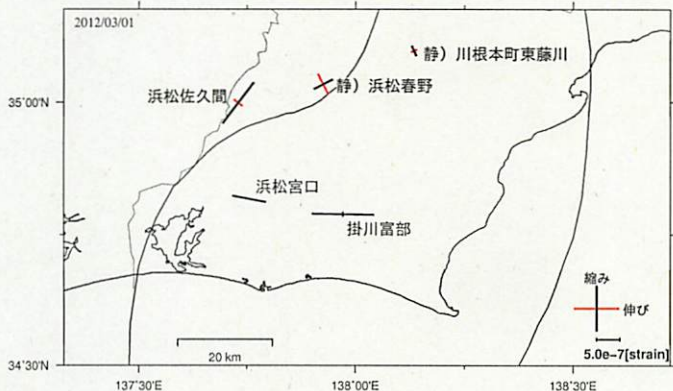 2012/03/01
静）川根本町東藤川
静）浜松春野
35˚00'N
浜松佐久間
浜松宮口
掛川富部
縮み
伸び
5.0e-7[strain]
20 km
34˚30'N
137˚30'E
138˚00'E
138˚30'E